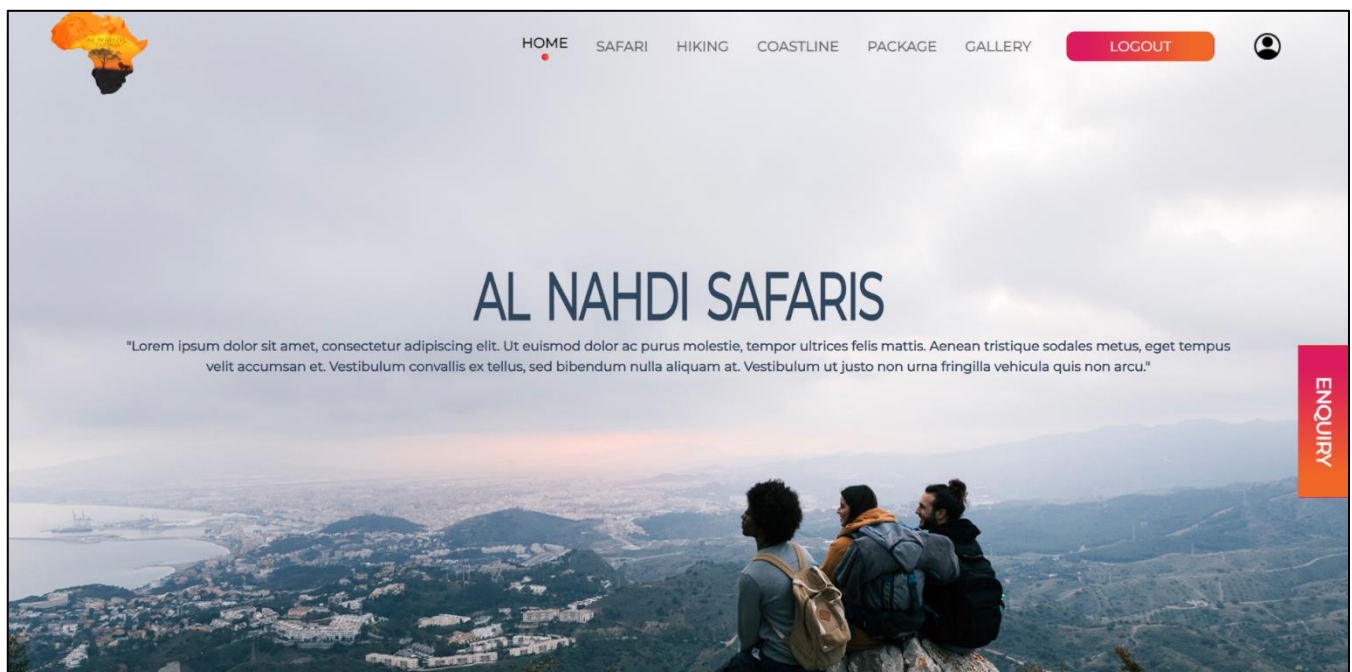 AL NAHDI
HOME
SAFARI
HIKING
COASTLINE
PACKAGE
GALLERY
LOGOUT
AL NAHDI SAFARIS
"Lorem ipsum dolor sit amet, consectetur adipiscing elit. Ut euismod dolor ac purus molestie, tempor ultrices felis mattis. Aenean tristique sodales metus, eget tempus
velit accumsan et. Vestibulum convallis ex tellus, sed bibendum nulla aliquam at. Vestibulum ut justo non urna fringilla vehicula quis non arcu."
ENQUIRY